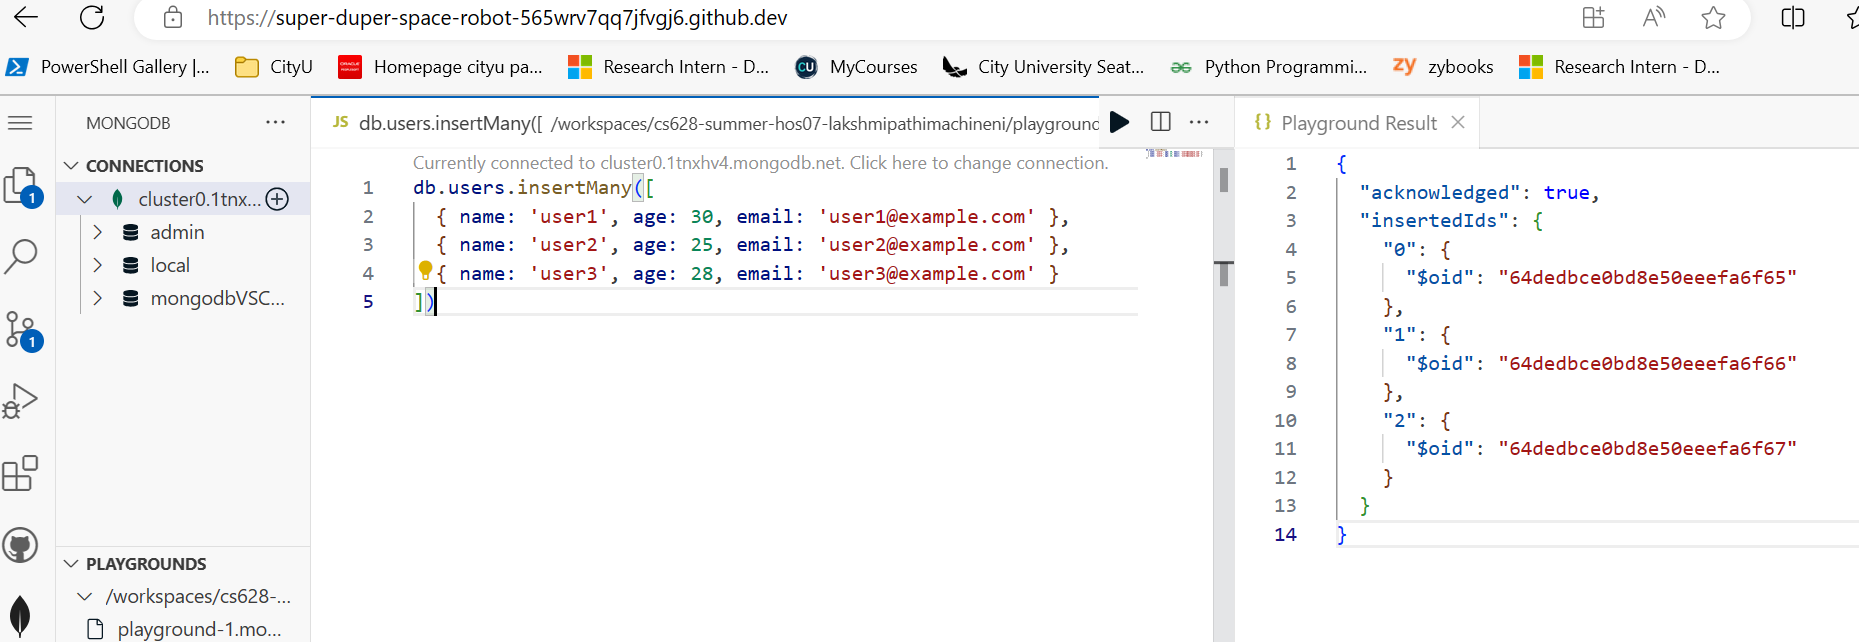 https://super-duper-space-robot-565wrv7qq7jfvgj6.github.dev
PowerShell Gallery |... CityU Homepage cityu pa... Research Intern - D... MyCourses City University Seat... Python Programmi... zybooks Research Intern - D...
MONGODB ...
CONNECTIONS
cluster0.1tnx...
admin
local
mongodbVSC...
PLAYGROUNDS
/workspaces/cs628-...
playground-1.mo...
1
1
JS db.users.insertMany([ /workspaces/cs628-summer-hos07-lakshmipathimachineni/playground
Currently connected to cluster0.1tnxhv4.mongodb.net. Click here to change connection.
1 db.users.insertMany([
2 { name: 'user1', age: 30, email: 'user1@example.com' },
3 { name: 'user2', age: 25, email: 'user2@example.com' },
4 { name: 'user3', age: 28, email: 'user3@example.com' }
5 ])
{} Playground Result
1 {
2 "acknowledged": true,
3 "insertedIds": {
4 "0": {
5 "$oid": "64dedbce0bd8e50eeefa6f65"
6 },
7 "1": {
8 "$oid": "64dedbce0bd8e50eeefa6f66"
9 },
10 "2": {
11 "$oid": "64dedbce0bd8e50eeefa6f67"
12 }
13 }
14 }